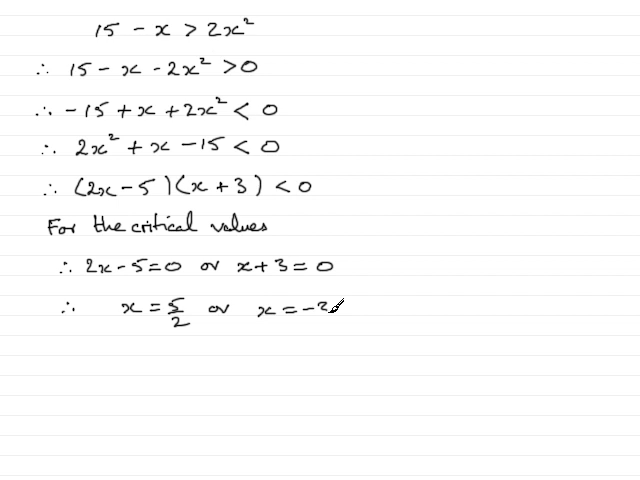 15 - x > 2x²
∴ 15 - x - 2x² > 0
∴ -15 + x + 2x² < 0
∴ 2x² + x - 15 < 0
∴ (2x - 5)(x + 3) < 0
For the critical values
∴ 2x - 5 = 0 or x + 3 = 0
∴ x = 5/2 or x = -3